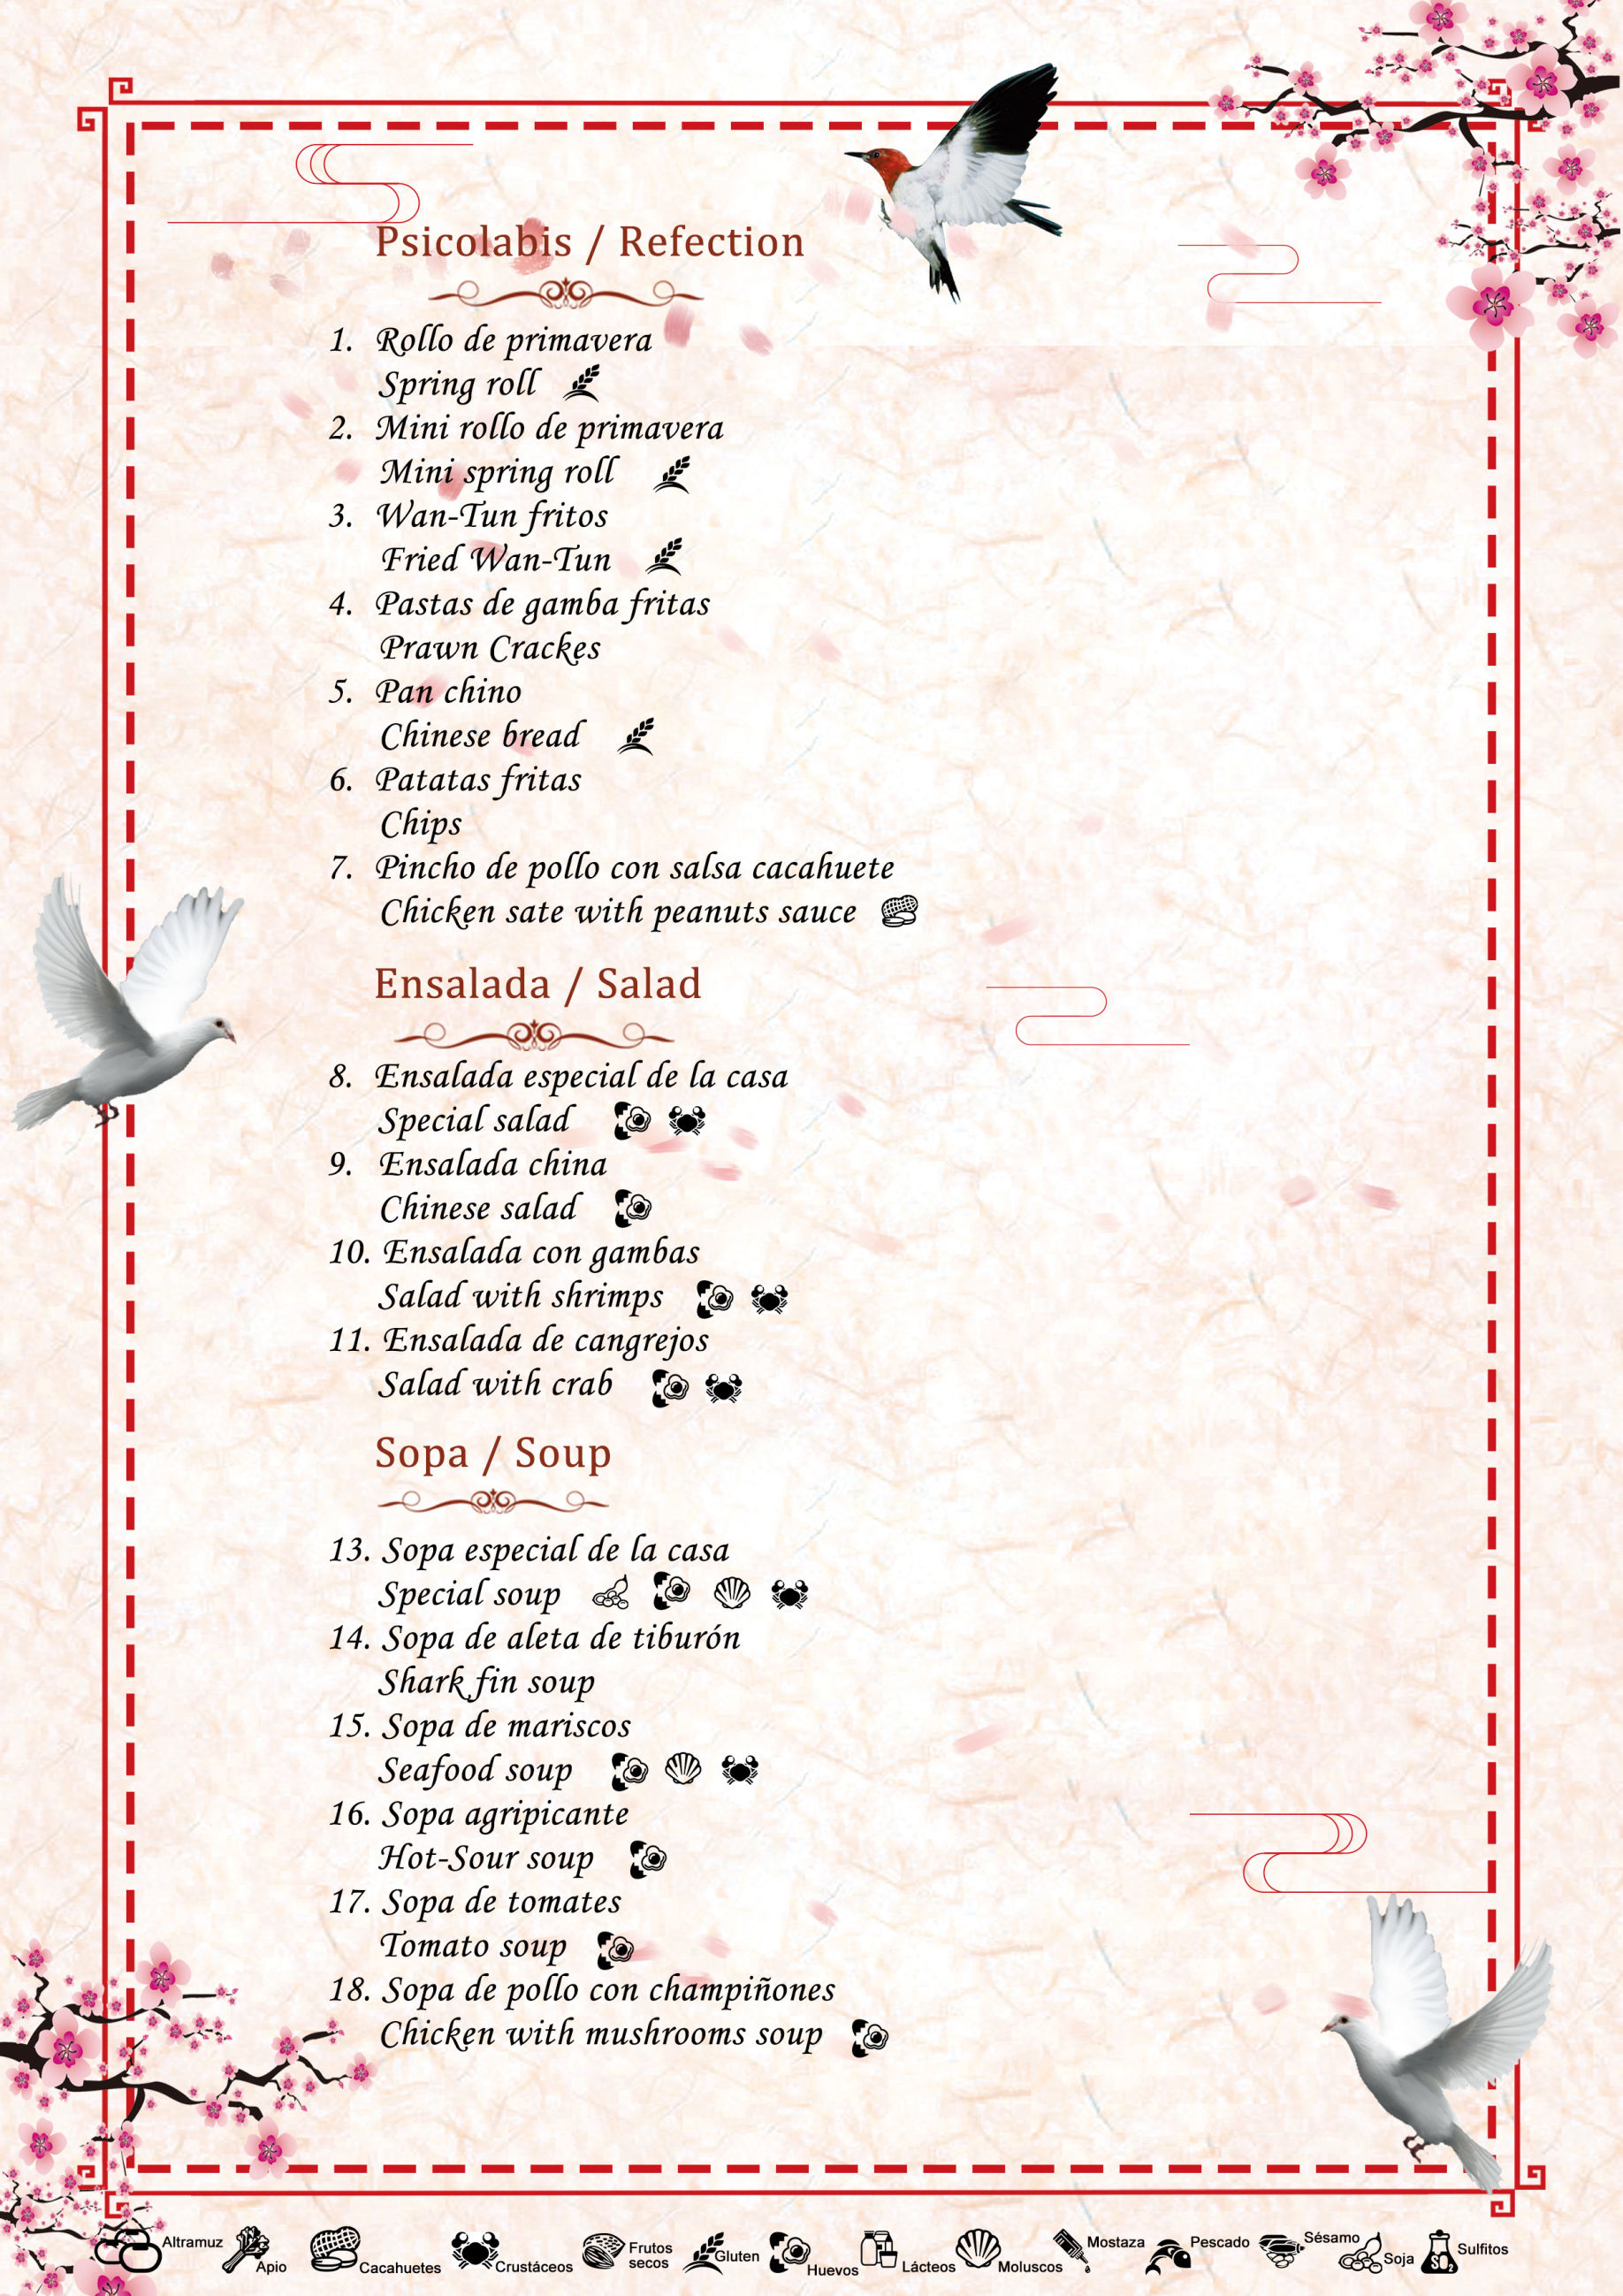 Psicolabis / Refection
1. Rollo de primavera
Spring roll
2. Mini rollo de primavera
Mini spring roll
3. Wan-Tun fritos
Fried Wan-Tun
4. Pastas de gamba fritas
Prawn Crackes
5. Pan chino
Chinese bread
6. Patatas fritas
Chips
7. Pincho de pollo con salsa cacahuete
Chicken sate with peanuts sauce
Ensalada / Salad
8. Ensalada especial de la casa
Special salad
9. Ensalada china
Chinese salad
10. Ensalada con gambas
Salad with shrimps
11. Ensalada de cangrejos
Salad with crab
Sopa / Soup
13. Sopa especial de la casa
Special soup
14. Sopa de aleta de tiburón
Shark fin soup
15. Sopa de mariscos
Seafood soup
16. Sopa agripicante
Hot-Sour soup
17. Sopa de tomates
Tomato soup
18. Sopa de pollo con champiñones
Chicken with mushrooms soup
Altramuz
Apio
Cacahuetes
Crustáceos
Frutos
secos
Gluten
Huevos
Lácteos
Moluscos
Mostaza
Pescado
Sésamo
Soja
SO2
Sulfitos